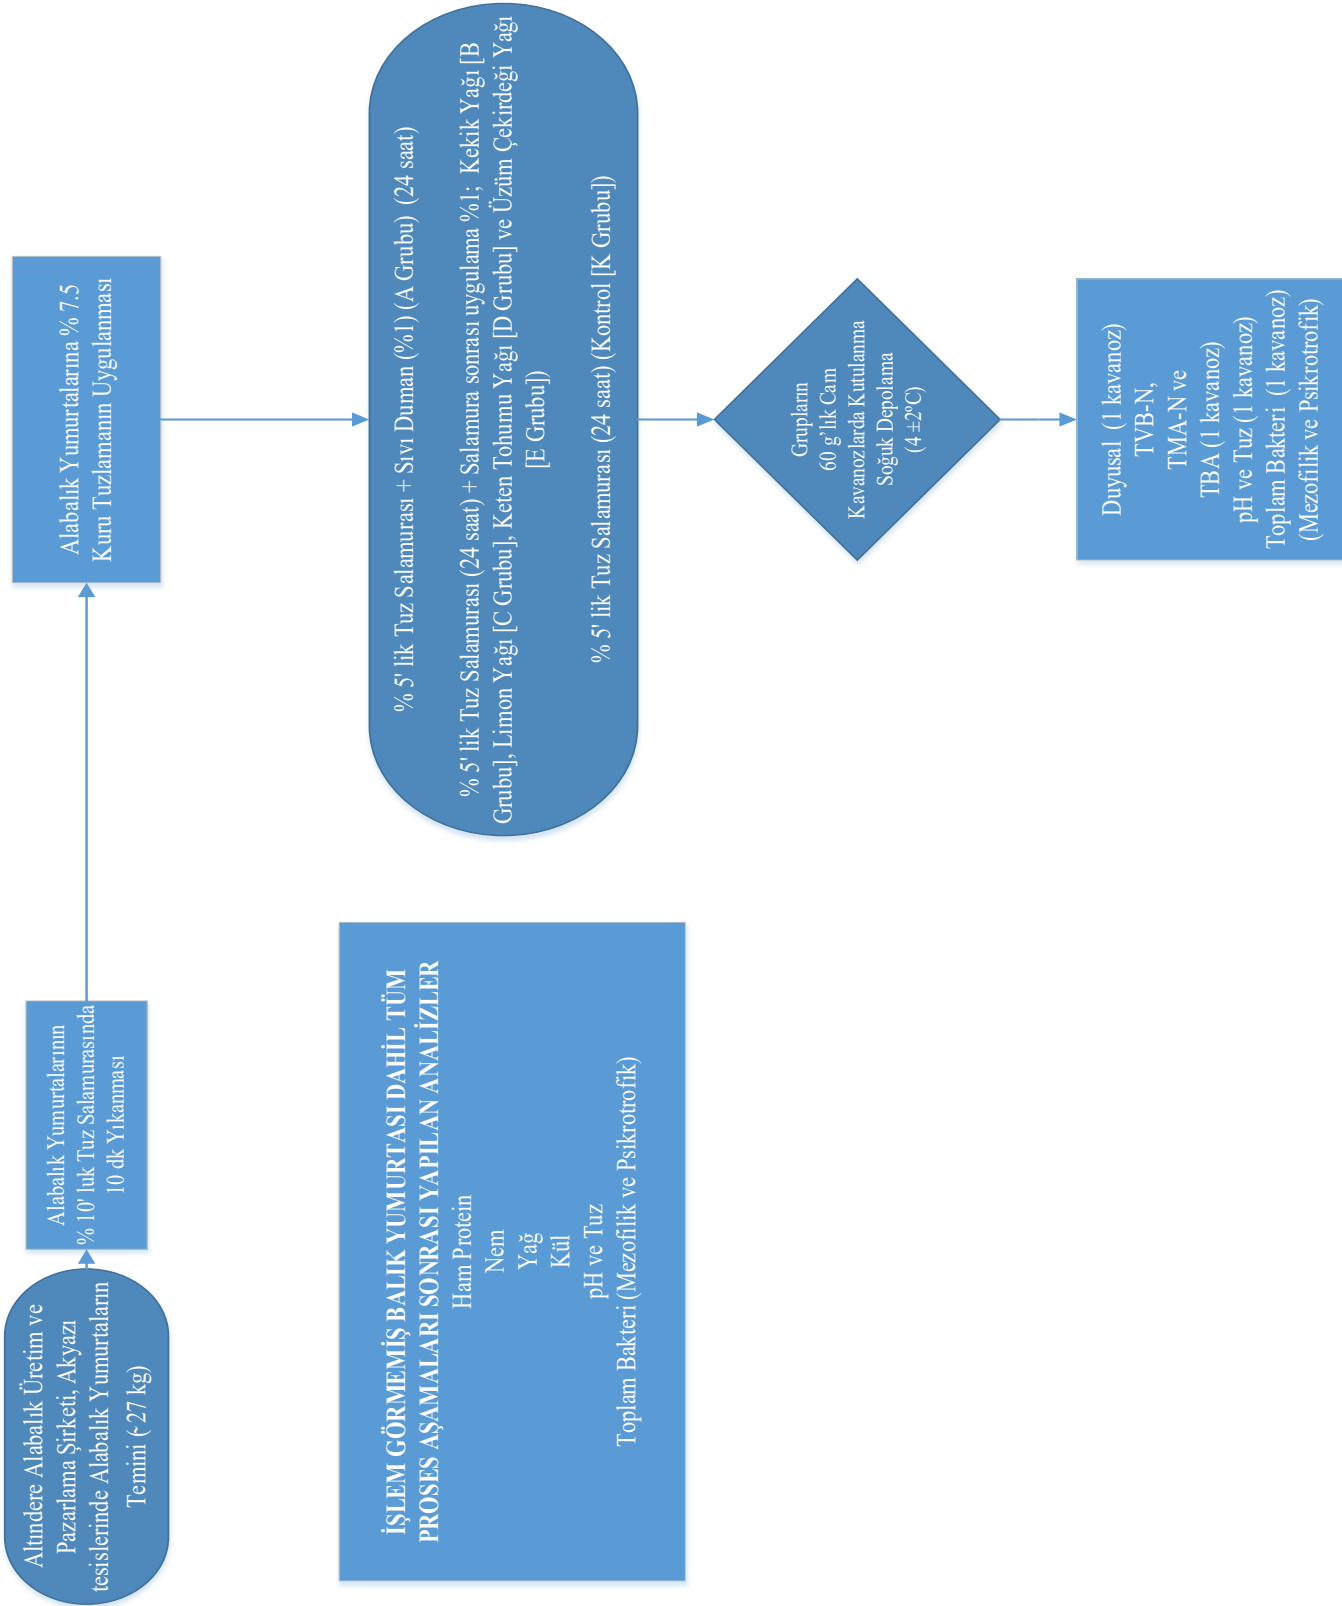 Altındere Alabalık Üretim ve
Pazarlama Şirketi, Akyazı
tesislerinde Alabalık Yumurtaların
Temini (~27 kg)
Alabalık Yumurtalarının
% 10' luk Tuz Salamurasında
10 dk Yıkanması
Alabalık Yumurtalarına % 7.5
Kuru Tuzlamanın Uygulanması
% 5' lik Tuz Salamurası + Sıvı Duman (%1) (A Grubu) (24 saat)
% 5' lik Tuz Salamurası (24 saat) + Salamura sonrası uygulama %1; Kekik Yağı [B
Grubu], Limon Yağı [C Grubu], Keten Tohumu Yağı [D Grubu] ve Üzüm Çekirdeği Yağı
[E Grubu])
% 5' lik Tuz Salamurası (24 saat) (Kontrol [K Grubu])
Grupların
60 g'lık Cam
Kavanozlarda Kutulanma
Soğuk Depolama
(4 ±2ºC)
Duyusal (1 kavanoz)
TVB-N,
TMA-N ve
TBA (1 kavanoz)
pH ve Tuz (1 kavanoz)
Toplam Bakteri (1 kavanoz)
(Mezofilik ve Psikrotrofik)
İŞLEM GÖRMEMİŞ BALIK YUMURTASI DAHİL TÜM
PROSES AŞAMALARI SONRASI YAPILAN ANALİZLER
Ham Protein
Nem
Yağ
Kül
pH ve Tuz
Toplam Bakteri (Mezofilik ve Psikrotrofik)